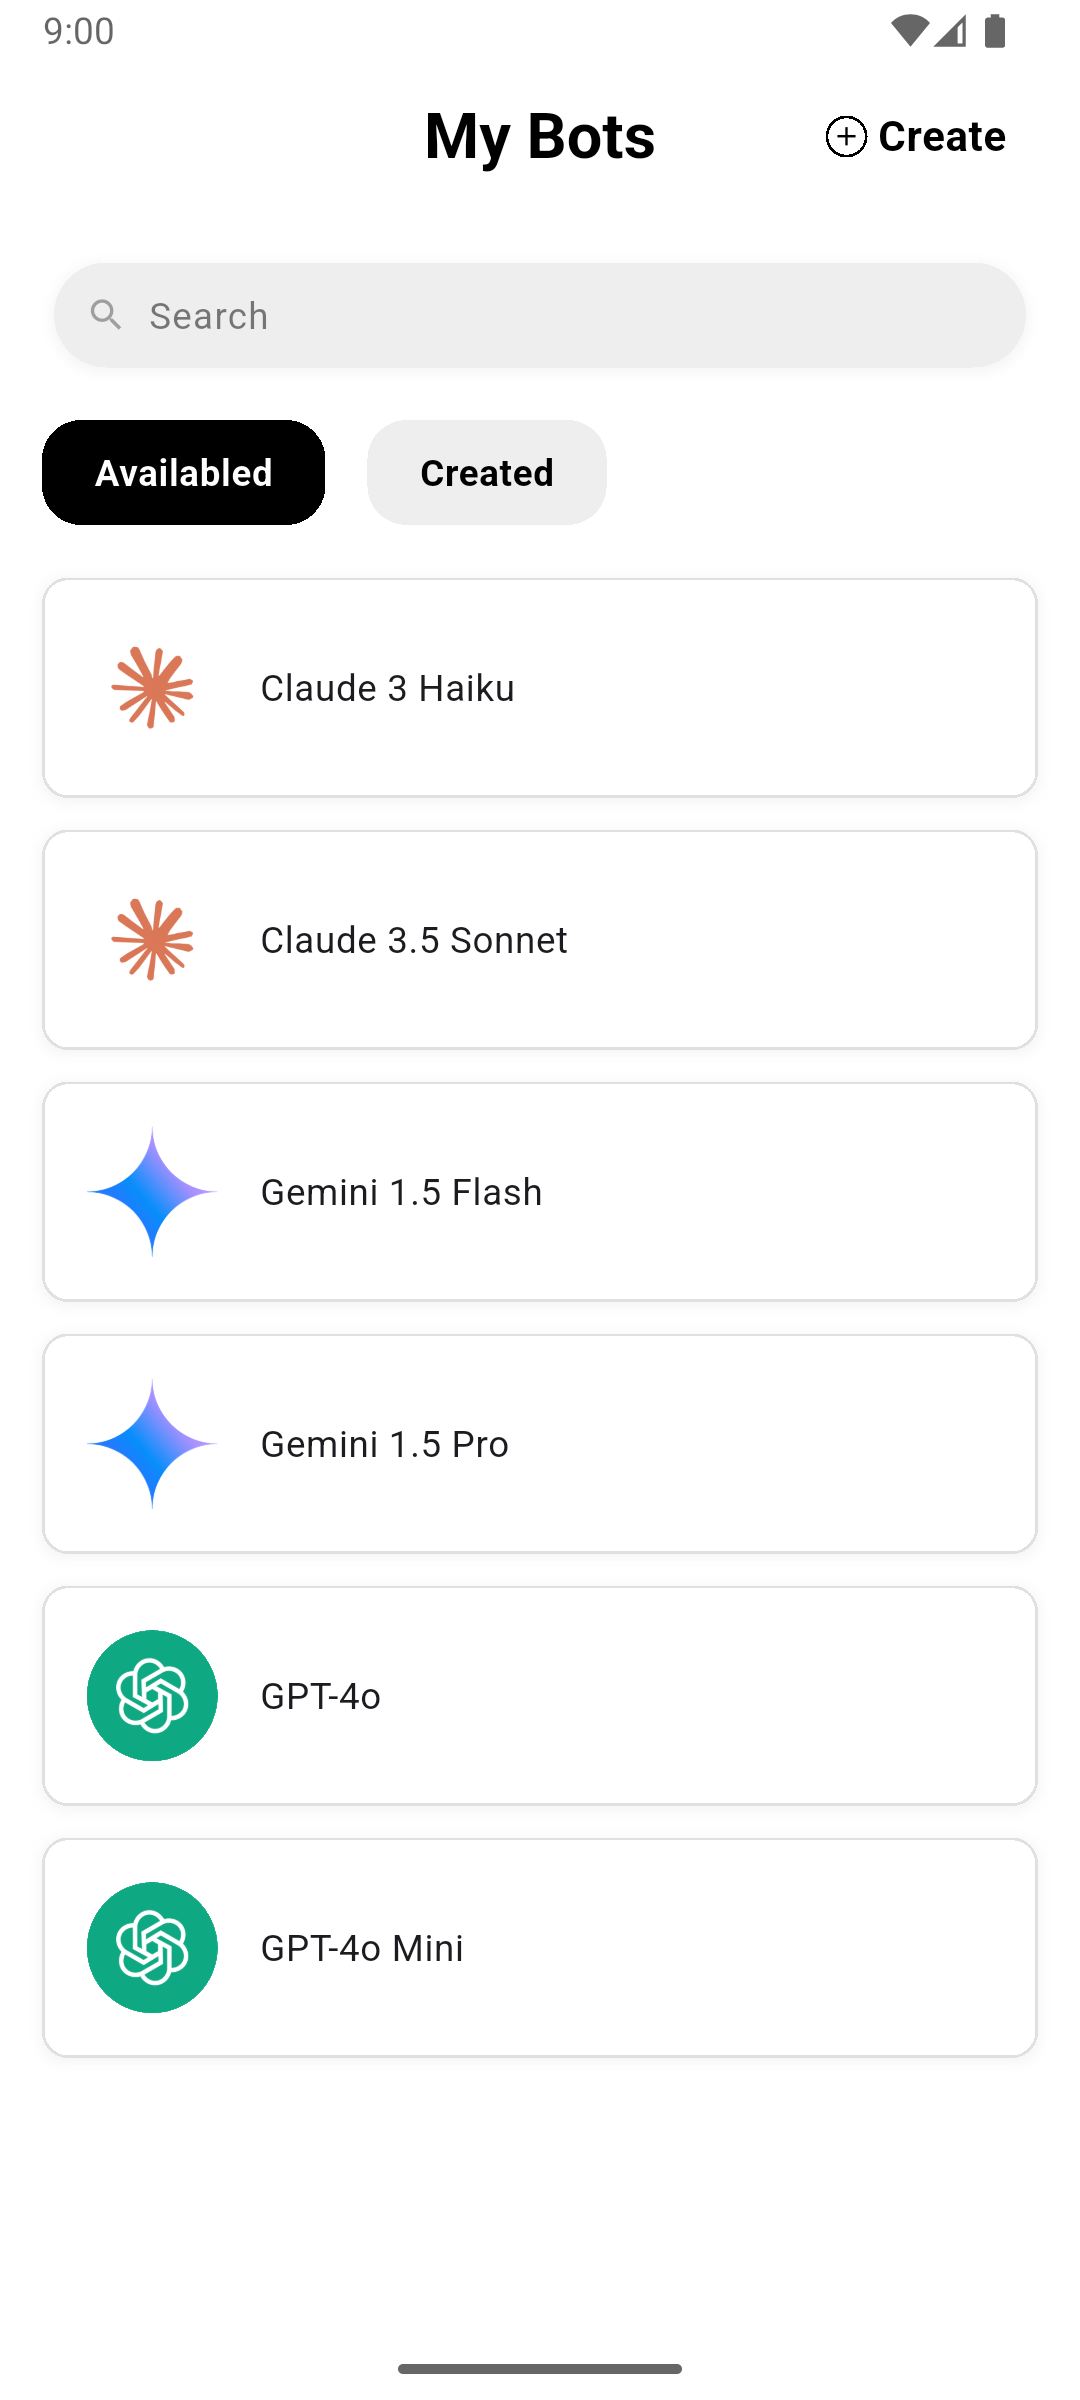 9:00
My Bots
Create
Search
Availabled
Created
Claude 3 Haiku
Claude 3.5 Sonnet
Gemini 1.5 Flash
Gemini 1.5 Pro
GPT-4o
GPT-4o Mini